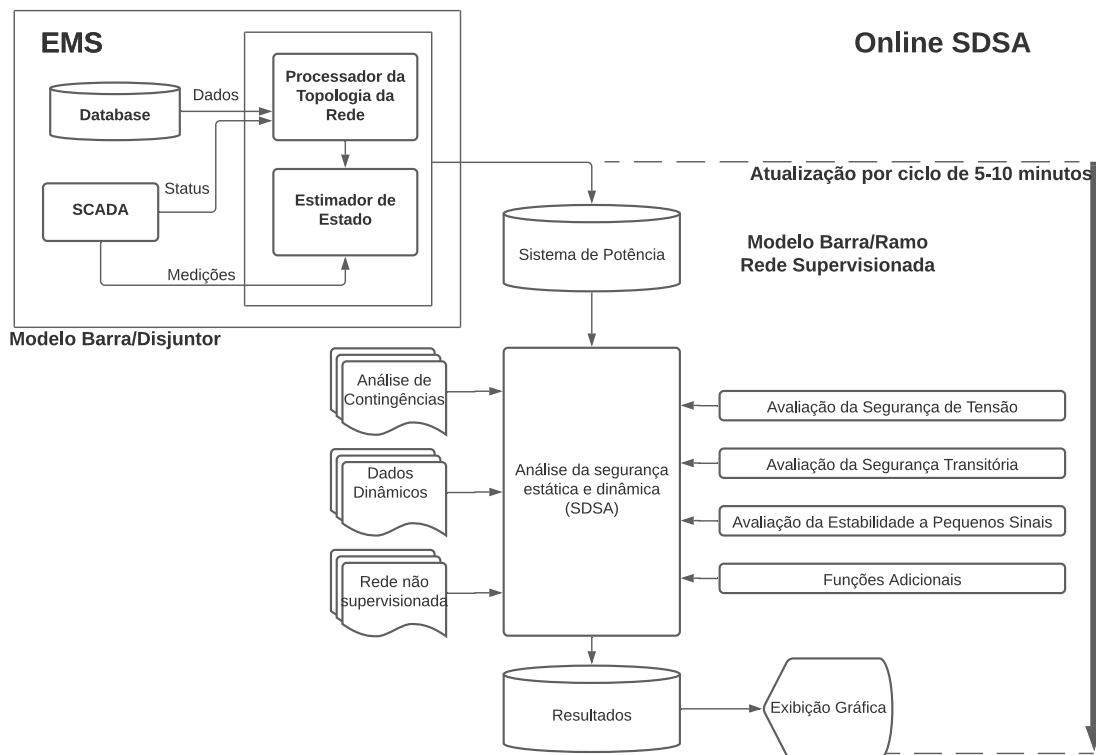 EMS
Online SDSA
Processador da
Topologia da
Rede
Dados
Database
Status
SCADA
Estimador de
Estado
Medições
Modelo Barra/Disjuntor
Atualização por ciclo de 5-10 minutos
Sistema de Potência
Modelo Barra/Ramo
Rede Supervisionada
Análise de
Contingências
Dados
Dinâmicos
Rede não
supervisionada
Análise da segurança
estática e dinâmica
(SDSA)
Avaliação da Segurança de Tensão
Avaliação da Segurança Transitória
Avaliação da Estabilidade a Pequenos Sinais
Funções Adicionais
Resultados
Exibição Gráfica